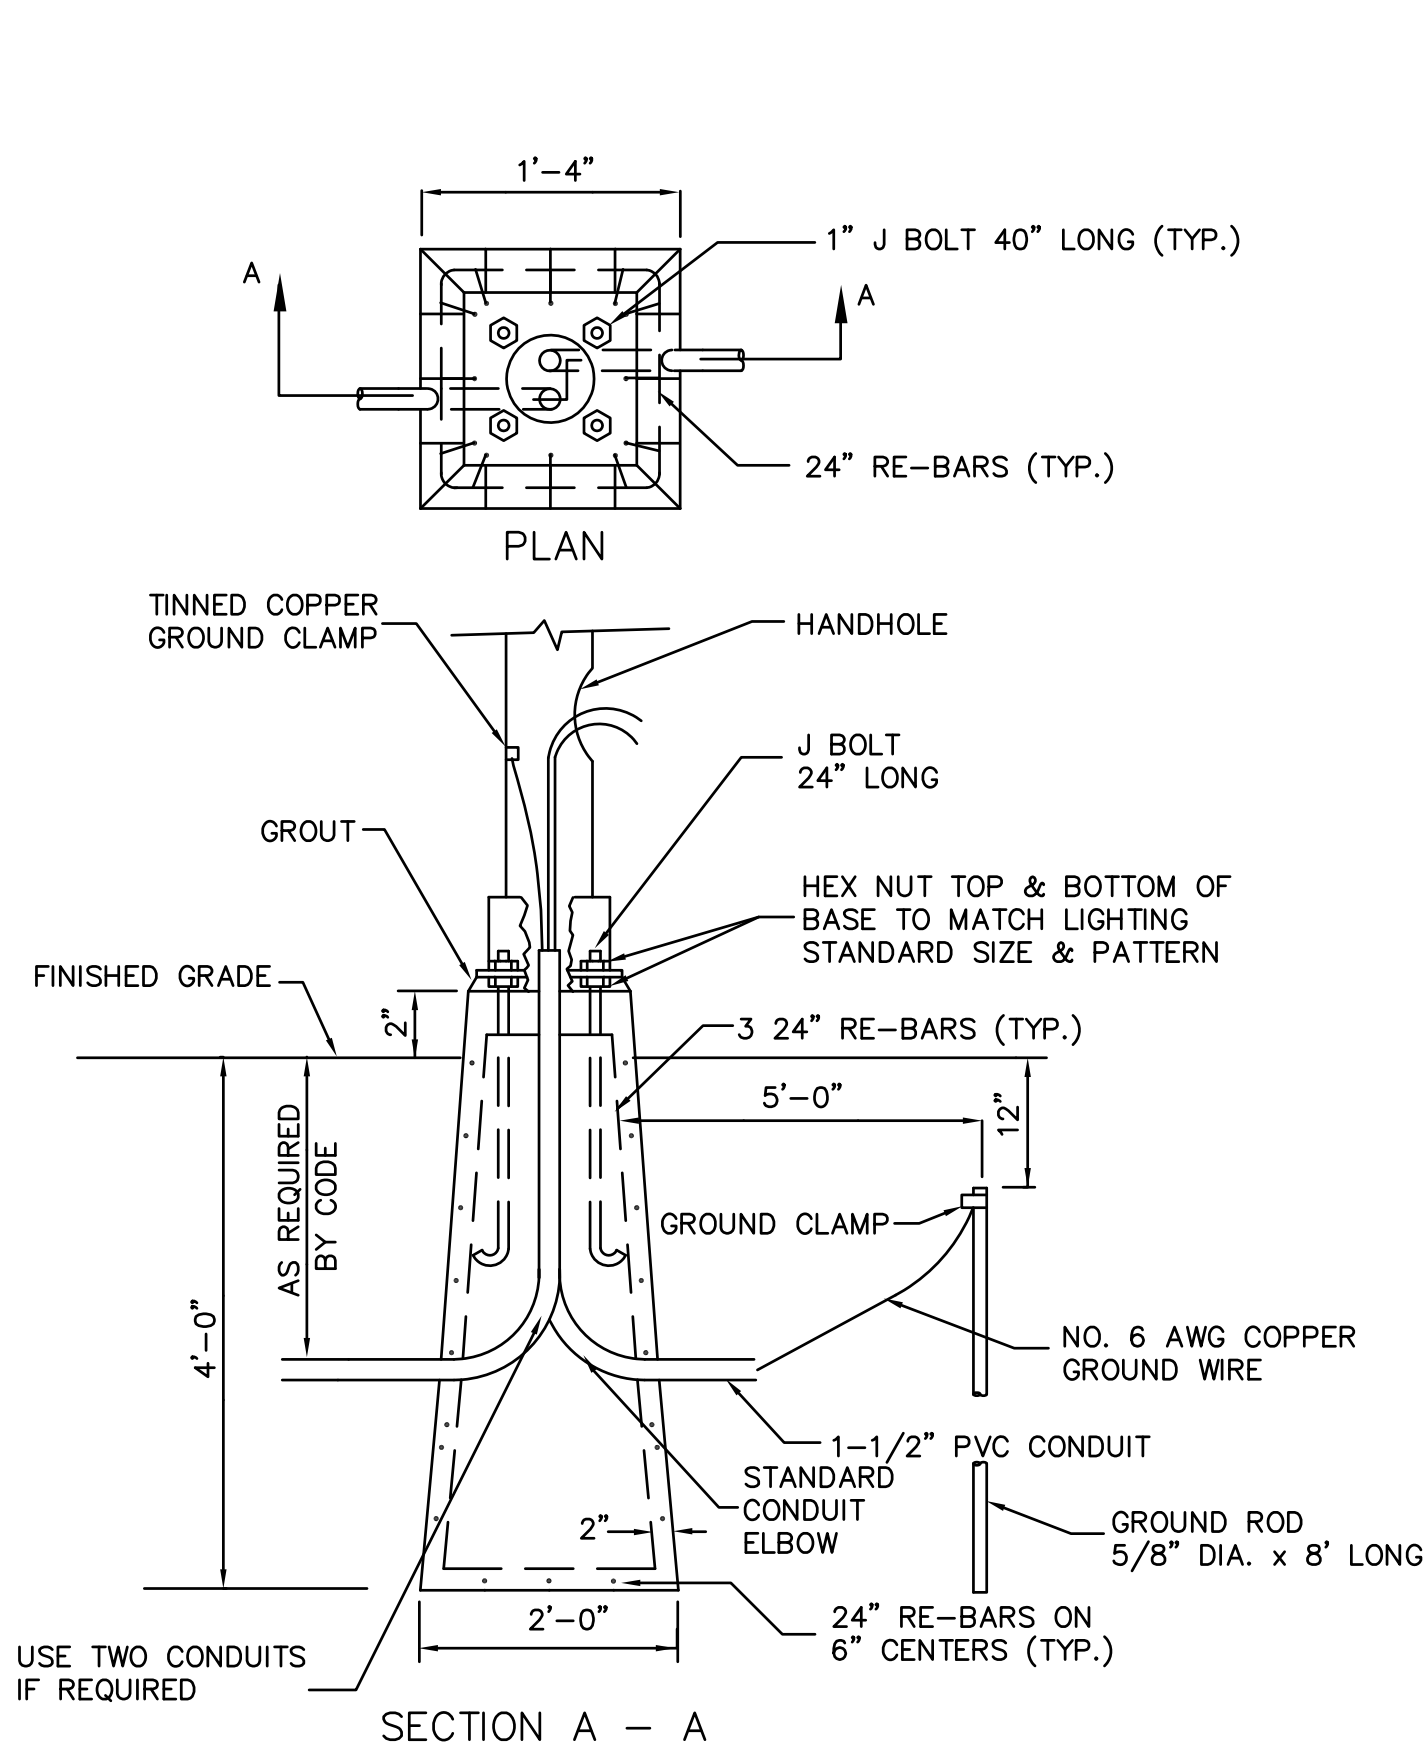 1'-4"
1" J BOLT 40" LONG (TYP.)
A
A
24" RE-BARS (TYP.)
PLAN
TINNED COPPER
GROUND CLAMP
HANDHOLE
J BOLT
24" LONG
GROUT
HEX NUT TOP & BOTTOM OF
BASE TO MATCH LIGHTING
STANDARD SIZE & PATTERN
FINISHED GRADE
2"
3 24" RE-BARS (TYP.)
5'-0"
12"
AS REQUIRED
BY CODE
GROUND CLAMP
4'-0"
NO. 6 AWG COPPER
GROUND WIRE
1-1/2" PVC CONDUIT
STANDARD
CONDUIT
ELBOW
2"
GROUND ROD
5/8" DIA. x 8' LONG
2'-0"
24" RE-BARS ON
6" CENTERS (TYP.)
USE TWO CONDUITS
IF REQUIRED
SECTION A - A